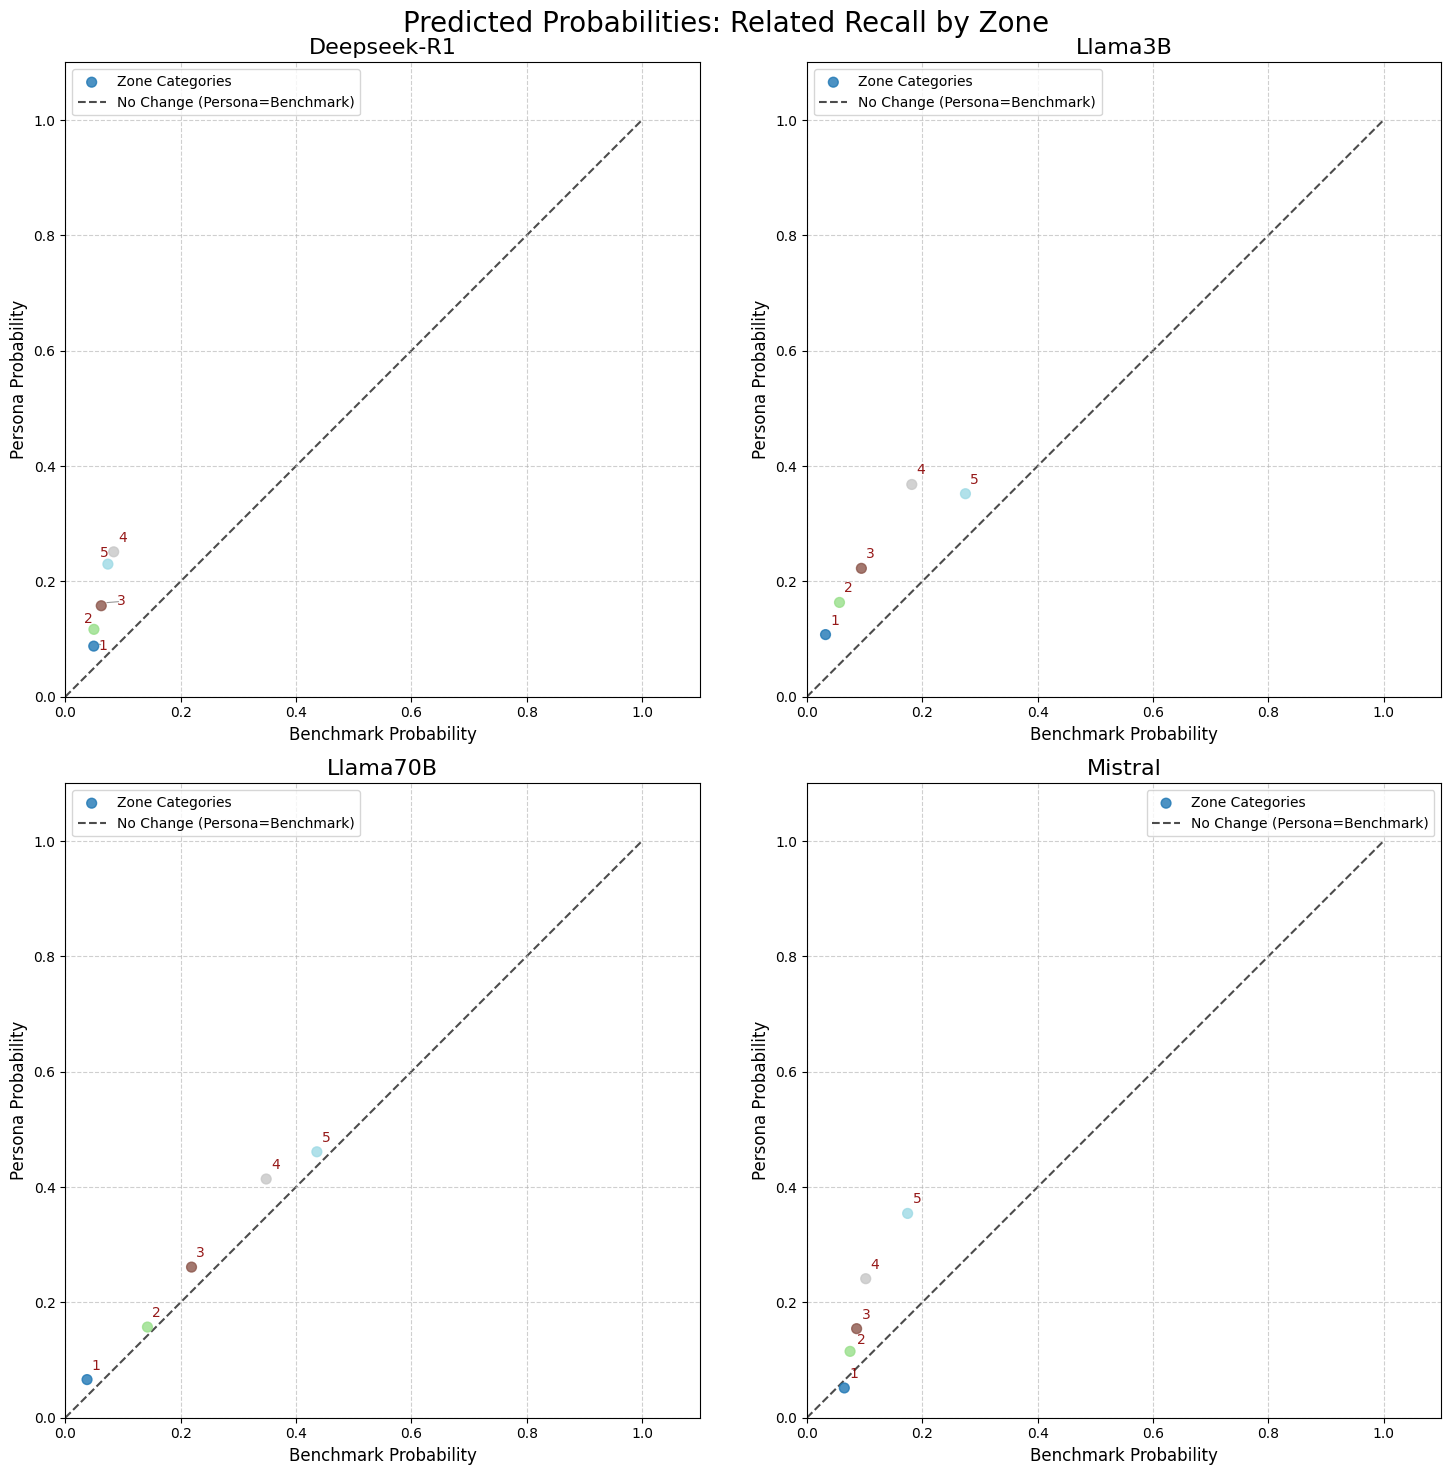 Predicted Probabilities: Related Recall by Zone
Deepseek-R1
Zone Categories
No Change (Persona=Benchmark)
Persona Probability
1.0
0.8
0.6
0.4
0.2
0.0
4
5
3
2
1
0.0 0.2 0.4 0.6 0.8 1.0
Benchmark Probability
Llama3B
Zone Categories
No Change (Persona=Benchmark)
Persona Probability
1.0
0.8
0.6
0.4
0.2
0.0
4
5
3
2
1
0.0 0.2 0.4 0.6 0.8 1.0
Benchmark Probability
Llama70B
Zone Categories
No Change (Persona=Benchmark)
Persona Probability
1.0
0.8
0.6
0.4
0.2
0.0
5
4
3
2
1
0.0 0.2 0.4 0.6 0.8 1.0
Benchmark Probability
Mistral
Zone Categories
No Change (Persona=Benchmark)
Persona Probability
1.0
0.8
0.6
0.4
0.2
0.0
5
4
3
2
1
0.0 0.2 0.4 0.6 0.8 1.0
Benchmark Probability